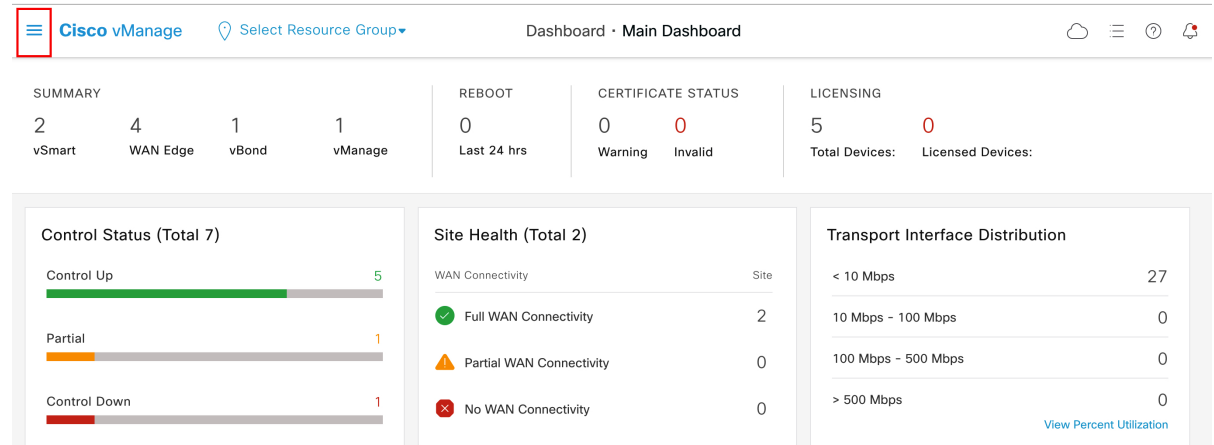 Cisco vManage Select Resource Group▾ Dashboard · Main Dashboard
SUMMARY
2 4 1 1
vSmart WAN Edge vBond vManage
REBOOT
0
Last 24 hrs
CERTIFICATE STATUS
0 0
Warning Invalid
LICENSING
5 0
Total Devices: Licensed Devices:
Control Status (Total 7)
Control Up 5
Partial 1
Control Down 1
Site Health (Total 2)
WAN Connectivity Site
Full WAN Connectivity 2
Partial WAN Connectivity 0
No WAN Connectivity 0
Transport Interface Distribution
< 10 Mbps 27
10 Mbps - 100 Mbps 0
100 Mbps - 500 Mbps 0
> 500 Mbps 0
View Percent Utilization